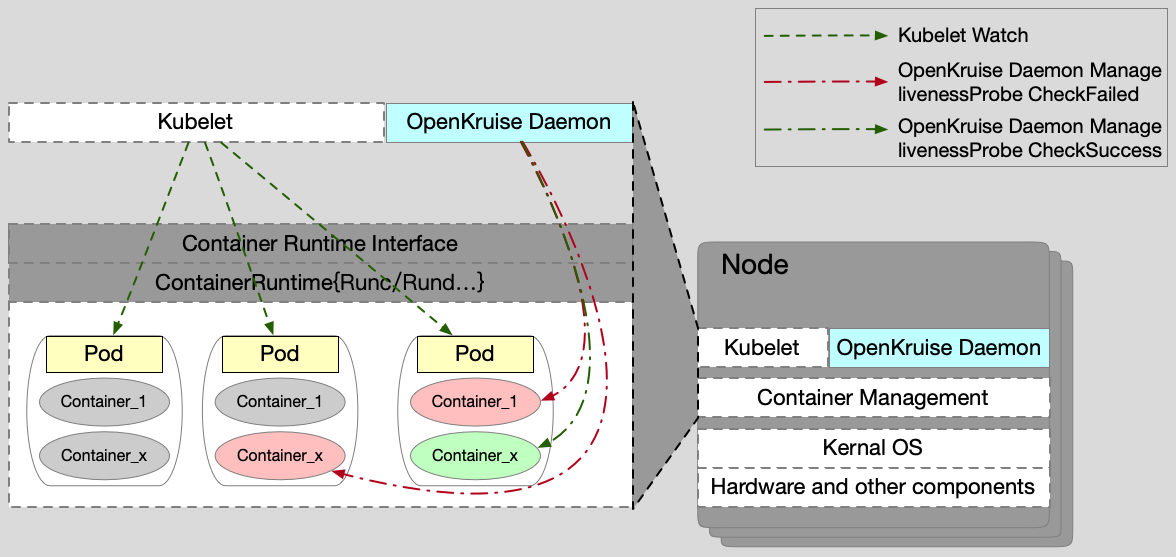 Kubelet Watch
OpenKruise Daemon Manage
livenessProbe CheckFailed
OpenKruise Daemon Manage
livenessProbe CheckSuccess
Kubelet
OpenKruise Daemon
Container Runtime Interface
ContainerRuntime{Runc/Rund...}
Pod
Container_1
Container_x
Pod
Container_1
Container_x
Pod
Container_1
Container_x
Node
Kubelet
OpenKruise Daemon
Container Management
Kernal OS
Hardware and other components